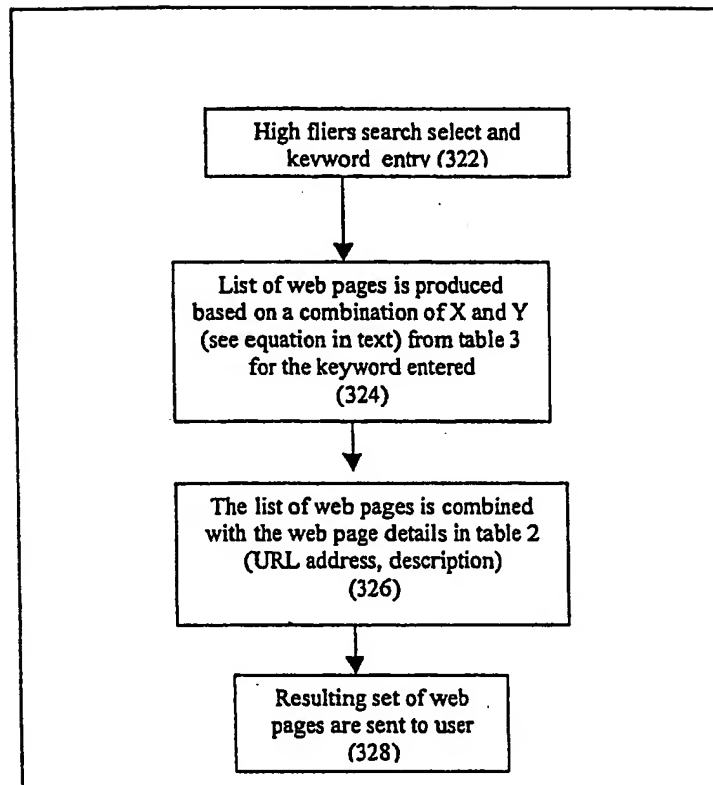 High fliers search select and
keyword entry (322)
List of web pages is produced
based on a combination of X and Y
(see equation in text) from table 3
for the keyword entered
(324)
The list of web pages is combined
with the web page details in table 2
(URL address, description)
(326)
Resulting set of web
pages are sent to user
(328)